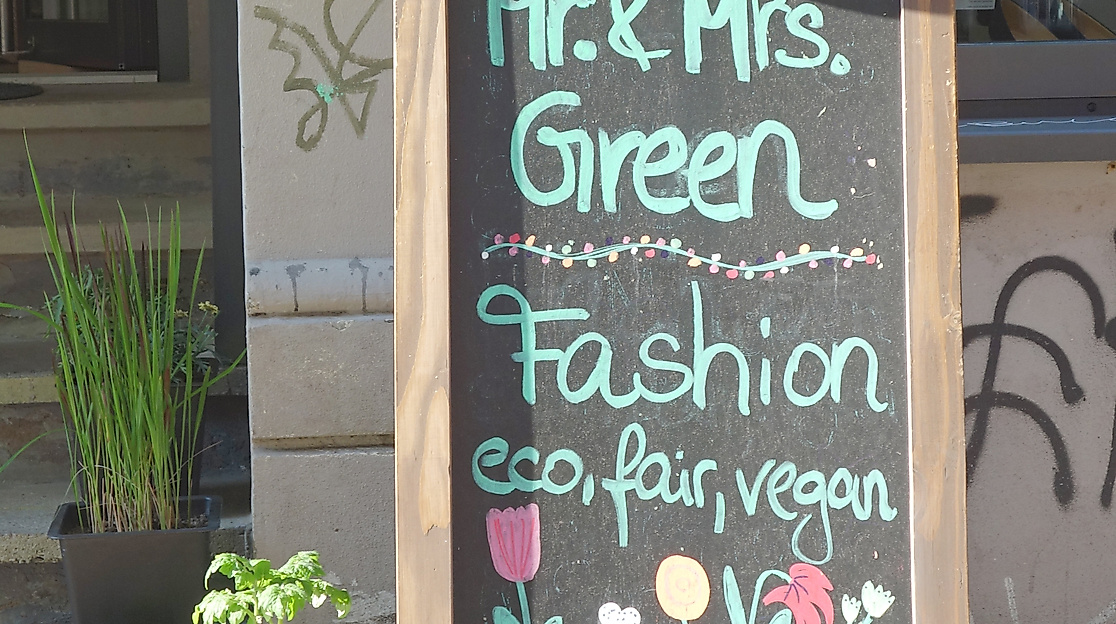 Mr. & Mrs.
Green
Fashion
eco, fair, vegan